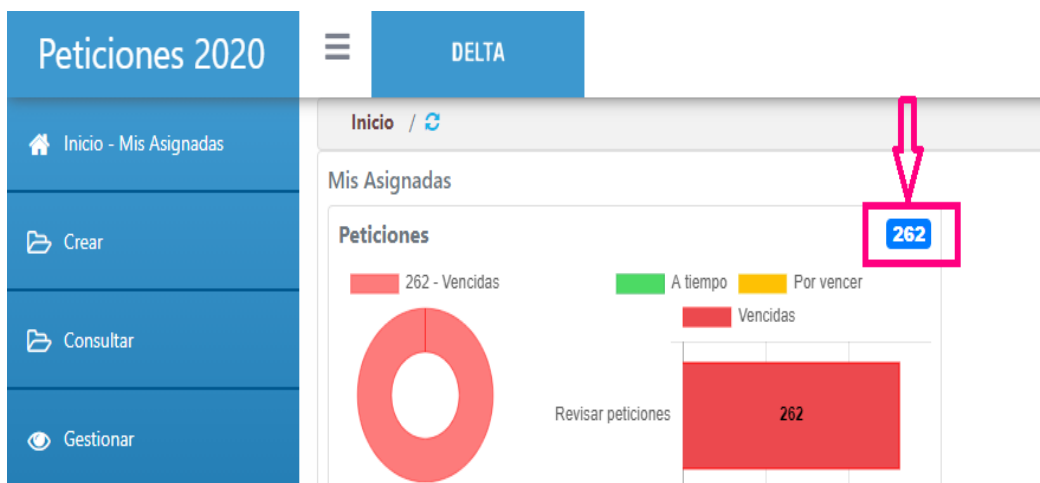 Peticiones 2020
DELTA
Inicio - Mis Asignadas
Crear
Consultar
Gestionar
Inicio /
Mis Asignadas
Peticiones 262
262 - Vencidas
A tiempo Por vencer
Vencidas
Revisar peticiones 262